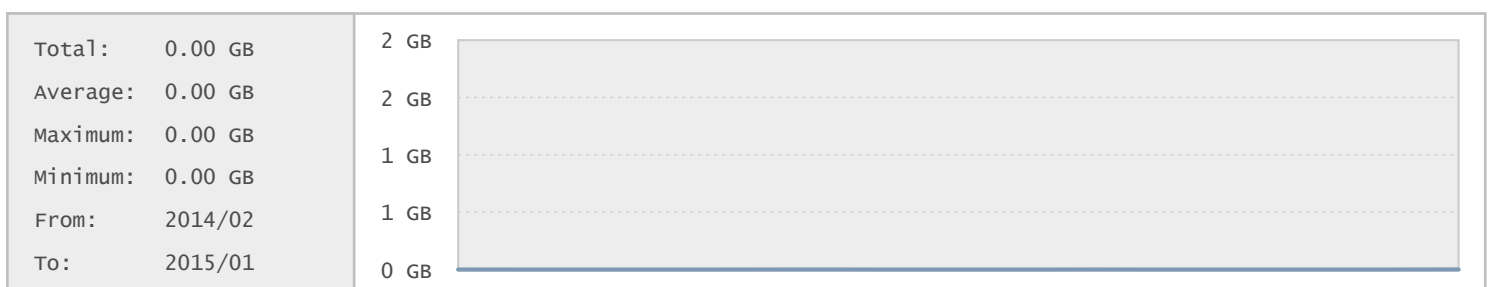 Total: 0.00 GB
Average: 0.00 GB
Maximum: 0.00 GB
Minimum: 0.00 GB
From: 2014/02
To: 2015/01
2 GB
2 GB
1 GB
1 GB
0 GB